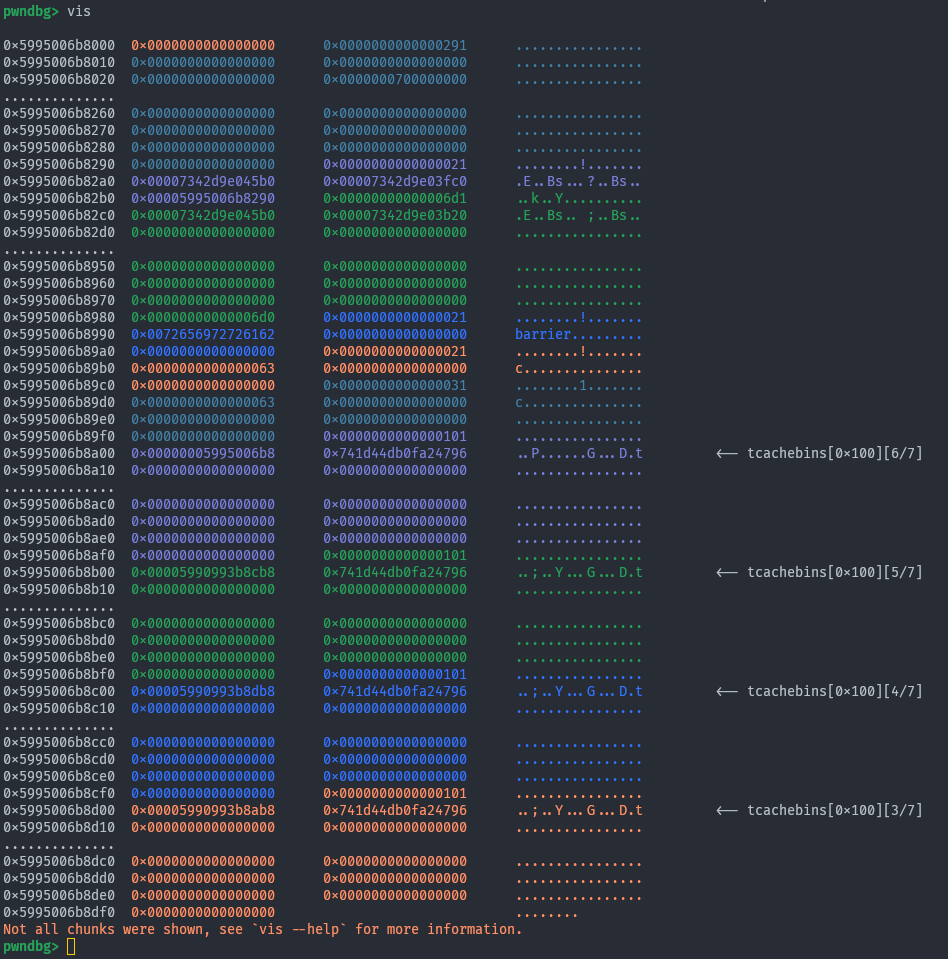 pwndbg> vis
0x5995006b8000 0x0000000000000000 0x0000000000000291 ................
0x5995006b8010 0x0000000000000000 0x0000000000000000 ................
0x5995006b8020 0x0000000000000000 0x0000000700000000 ................
..............
0x5995006b8260 0x0000000000000000 0x0000000000000000 ................
0x5995006b8270 0x0000000000000000 0x0000000000000000 ................
0x5995006b8280 0x0000000000000000 0x0000000000000000 ................
0x5995006b8290 0x0000000000000000 0x0000000000000021 ........!.......
0x5995006b82a0 0x00007342d9e045b0 0x00007342d9e03fc0 .E..Bs...?..Bs..
0x5995006b82b0 0x00005995006b8290 0x00000000000006d1 ..k..Y..........
0x5995006b82c0 0x00007342d9e045b0 0x00007342d9e03b20 .E..Bs.. ;..Bs..
0x5995006b82d0 0x0000000000000000 0x0000000000000000 ................
..............
0x5995006b8950 0x0000000000000000 0x0000000000000000 ................
0x5995006b8960 0x0000000000000000 0x0000000000000000 ................
0x5995006b8970 0x0000000000000000 0x0000000000000000 ................
0x5995006b8980 0x00000000000006d0 0x0000000000000021 ........!.......
0x5995006b8990 0x0072656972726162 0x0000000000000000 barrier.........
0x5995006b89a0 0x0000000000000000 0x0000000000000021 ........!.......
0x5995006b89b0 0x0000000000000063 0x0000000000000000 c...............
0x5995006b89c0 0x0000000000000000 0x0000000000000031 ........1.......
0x5995006b89d0 0x0000000000000063 0x0000000000000000 c...............
0x5995006b89e0 0x0000000000000000 0x0000000000000000 ................
0x5995006b89f0 0x0000000000000000 0x0000000000000101 ................
0x5995006b8a00 0x00000005995006b8 0x741d44db0fa24796 ..P......G...D.t <-- tcachebins[0x100][6/7]
0x5995006b8a10 0x0000000000000000 0x0000000000000000 ................
..............
0x5995006b8ac0 0x0000000000000000 0x0000000000000000 ................
0x5995006b8ad0 0x0000000000000000 0x0000000000000000 ................
0x5995006b8ae0 0x0000000000000000 0x0000000000000000 ................
0x5995006b8af0 0x0000000000000000 0x0000000000000101 ................
0x5995006b8b00 0x00005990993b8cb8 0x741d44db0fa24796 ..;..Y...G...D.t <-- tcachebins[0x100][5/7]
0x5995006b8b10 0x0000000000000000 0x0000000000000000 ................
..............
0x5995006b8bc0 0x0000000000000000 0x0000000000000000 ................
0x5995006b8bd0 0x0000000000000000 0x0000000000000000 ................
0x5995006b8be0 0x0000000000000000 0x0000000000000000 ................
0x5995006b8bf0 0x0000000000000000 0x0000000000000101 ................
0x5995006b8c00 0x00005990993b8db8 0x741d44db0fa24796 ..;..Y...G...D.t <-- tcachebins[0x100][4/7]
0x5995006b8c10 0x0000000000000000 0x0000000000000000 ................
..............
0x5995006b8cc0 0x0000000000000000 0x0000000000000000 ................
0x5995006b8cd0 0x0000000000000000 0x0000000000000000 ................
0x5995006b8ce0 0x0000000000000000 0x0000000000000000 ................
0x5995006b8cf0 0x0000000000000000 0x0000000000000101 ................
0x5995006b8d00 0x00005990993b8ab8 0x741d44db0fa24796 ..;..Y...G...D.t <-- tcachebins[0x100][3/7]
0x5995006b8d10 0x0000000000000000 0x0000000000000000 ................
..............
0x5995006b8dc0 0x0000000000000000 0x0000000000000000 ................
0x5995006b8dd0 0x0000000000000000 0x0000000000000000 ................
0x5995006b8de0 0x0000000000000000 0x0000000000000000 ................
0x5995006b8df0 0x0000000000000000 ........
Not all chunks were shown, see `vis --help` for more information.
pwndbg>